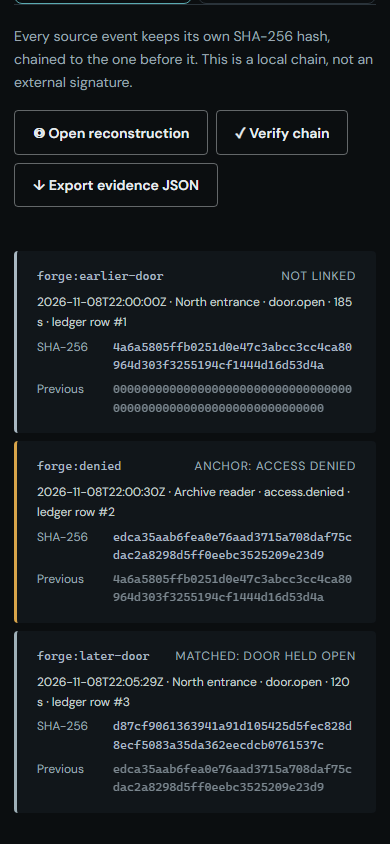 Every source event keeps its own SHA-256 hash,
chained to the one before it. This is a local chain, not an
external signature.
Open reconstruction
✓ Verify chain
↓ Export evidence JSON
forge:earlier-door NOT LINKED
2026-11-08T22:00:00Z · North entrance · door.open · 185
s · ledger row #1
SHA-256 4a6a5805ffb0251d0e47c3abcc3cc4ca80
964d303f3255194cf1444d16d53d4a
Previous 0000000000000000000000000000000000
000000000000000000000000000000
forge:denied ANCHOR: ACCESS DENIED
2026-11-08T22:00:30Z · Archive reader · access.denied ·
ledger row #2
SHA-256 edca35aab6fea0e76aad3715a708daf75c
dac2a8298d5ff0eebc3525209e23d9
Previous 4a6a5805ffb0251d0e47c3abcc3cc4ca80
964d303f3255194cf1444d16d53d4a
forge:later-door MATCHED: DOOR HELD OPEN
2026-11-08T22:05:29Z · North entrance · door.open · 120
s · ledger row #3
SHA-256 d87cf9061363941a91d105425d5fec828d
8ecf5083a35da362eecdcb0761537c
Previous edca35aab6fea0e76aad3715a708daf75c
dac2a8298d5ff0eebc3525209e23d9